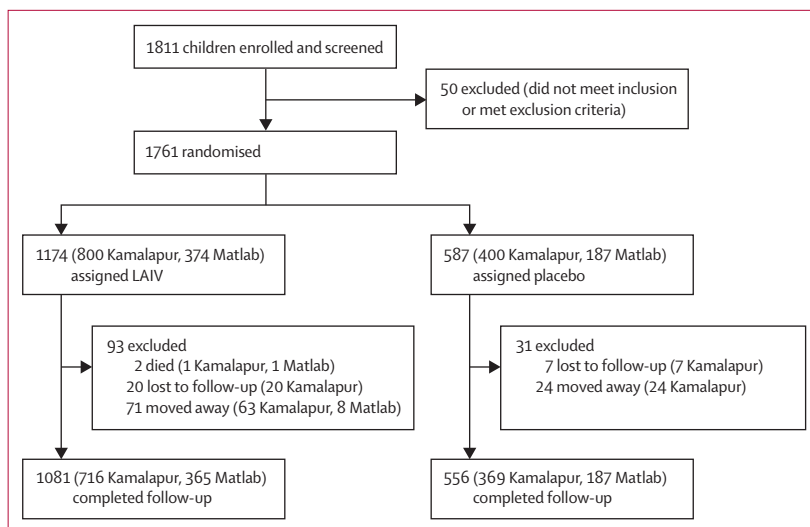 1811 children enrolled and screened
50 excluded (did not meet inclusion
or met exclusion criteria)
1761 randomised
1174 (800 Kamalapur, 374 Matlab)
assigned LAIV
587 (400 Kamalapur, 187 Matlab)
assigned placebo
93 excluded
2 died (1 Kamalapur, 1 Matlab)
20 lost to follow-up (20 Kamalapur)
71 moved away (63 Kamalapur, 8 Matlab)
31 excluded
7 lost to follow-up (7 Kamalapur)
24 moved away (24 Kamalapur)
1081 (716 Kamalapur, 365 Matlab)
completed follow-up
556 (369 Kamalapur, 187 Matlab)
completed follow-up